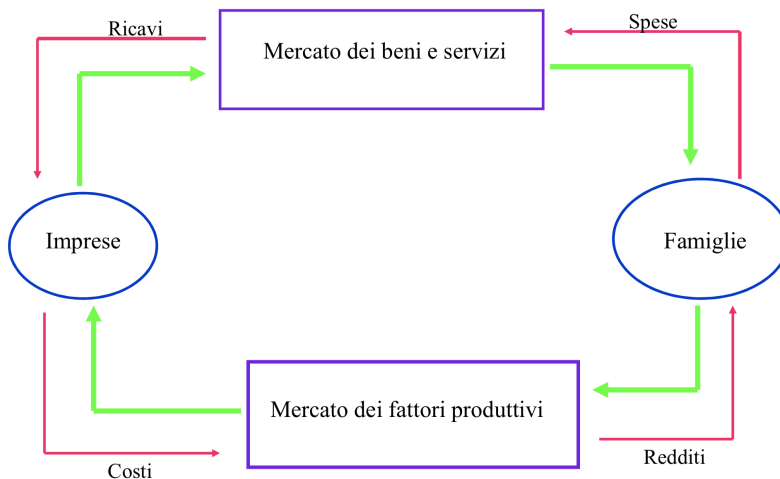 Ricavi
Spese
Mercato dei beni e servizi
Imprese
Famiglie
Mercato dei fattori produttivi
Costi
Redditi